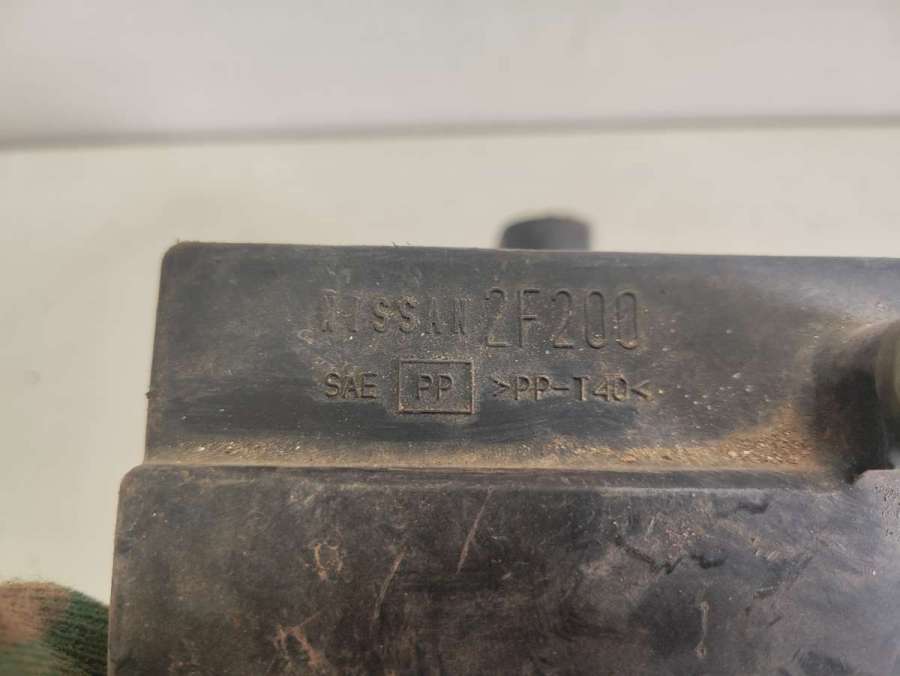 NISSAN 2F200
SAE PP >PP-T40<